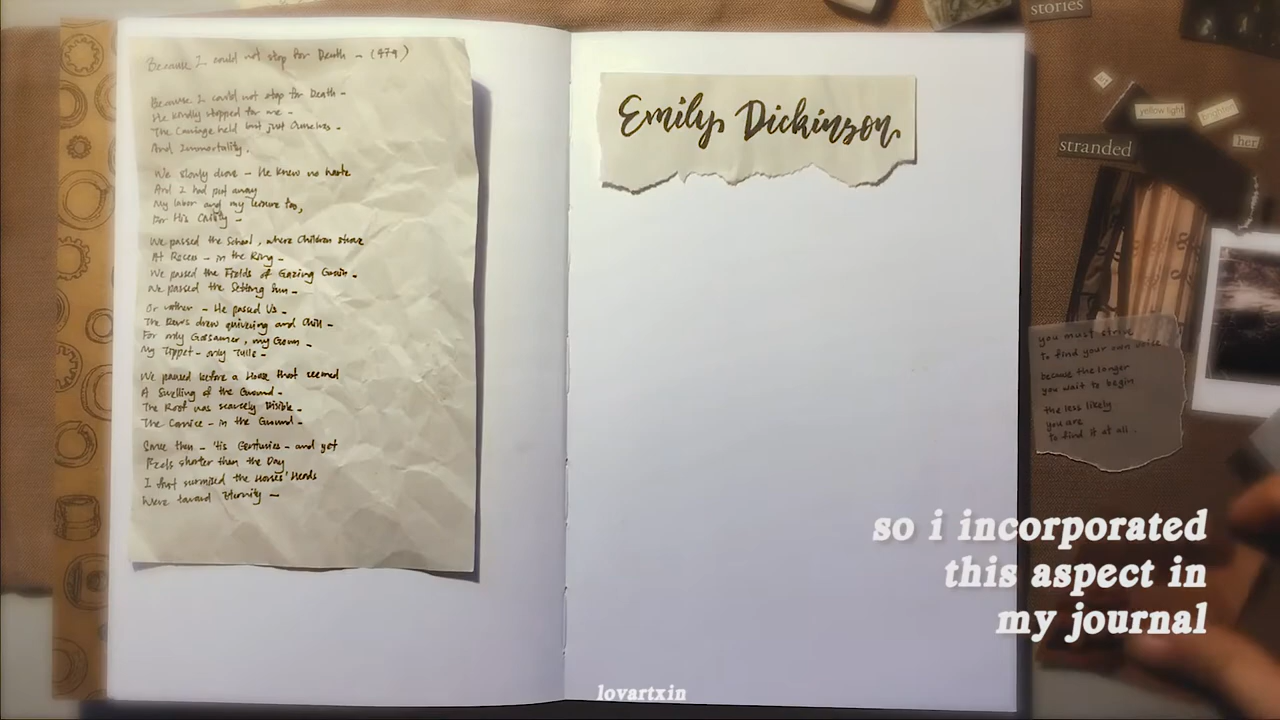 Because I could not stop for Death – (479)
Because I could not stop for Death –
He kindly stopped for me –
The Carriage held but just Ourselves –
And Immortality.
We slowly drove – He knew no haste
And I had put away
My labor and my leisure too,
For His Civility –
We passed the School, where Children strove
At Recess – in the Ring –
We passed the Fields of Gazing Grain –
We passed the Setting Sun –
Or rather – He passed Us –
The Dews drew quivering and Chill –
For only Gossamer, my Gown –
My Tippet – only Tulle –
We paused before a House that seemed
A Swelling of the Ground –
The Roof was scarcely Visible –
The Cornice – in the Ground –
Since then – 'tis Centuries – and yet
Feels shorter than the Day
I first surmised the Horses' Heads
Were toward Eternity –
Emily Dickinson
stories
yellow light
brighter
her
stranded
you must strive
to find your own voice
because the longer
you wait to begin
the less likely
you are
to find it at all.
so i incorporated
this aspect in
my journal
lovartxin